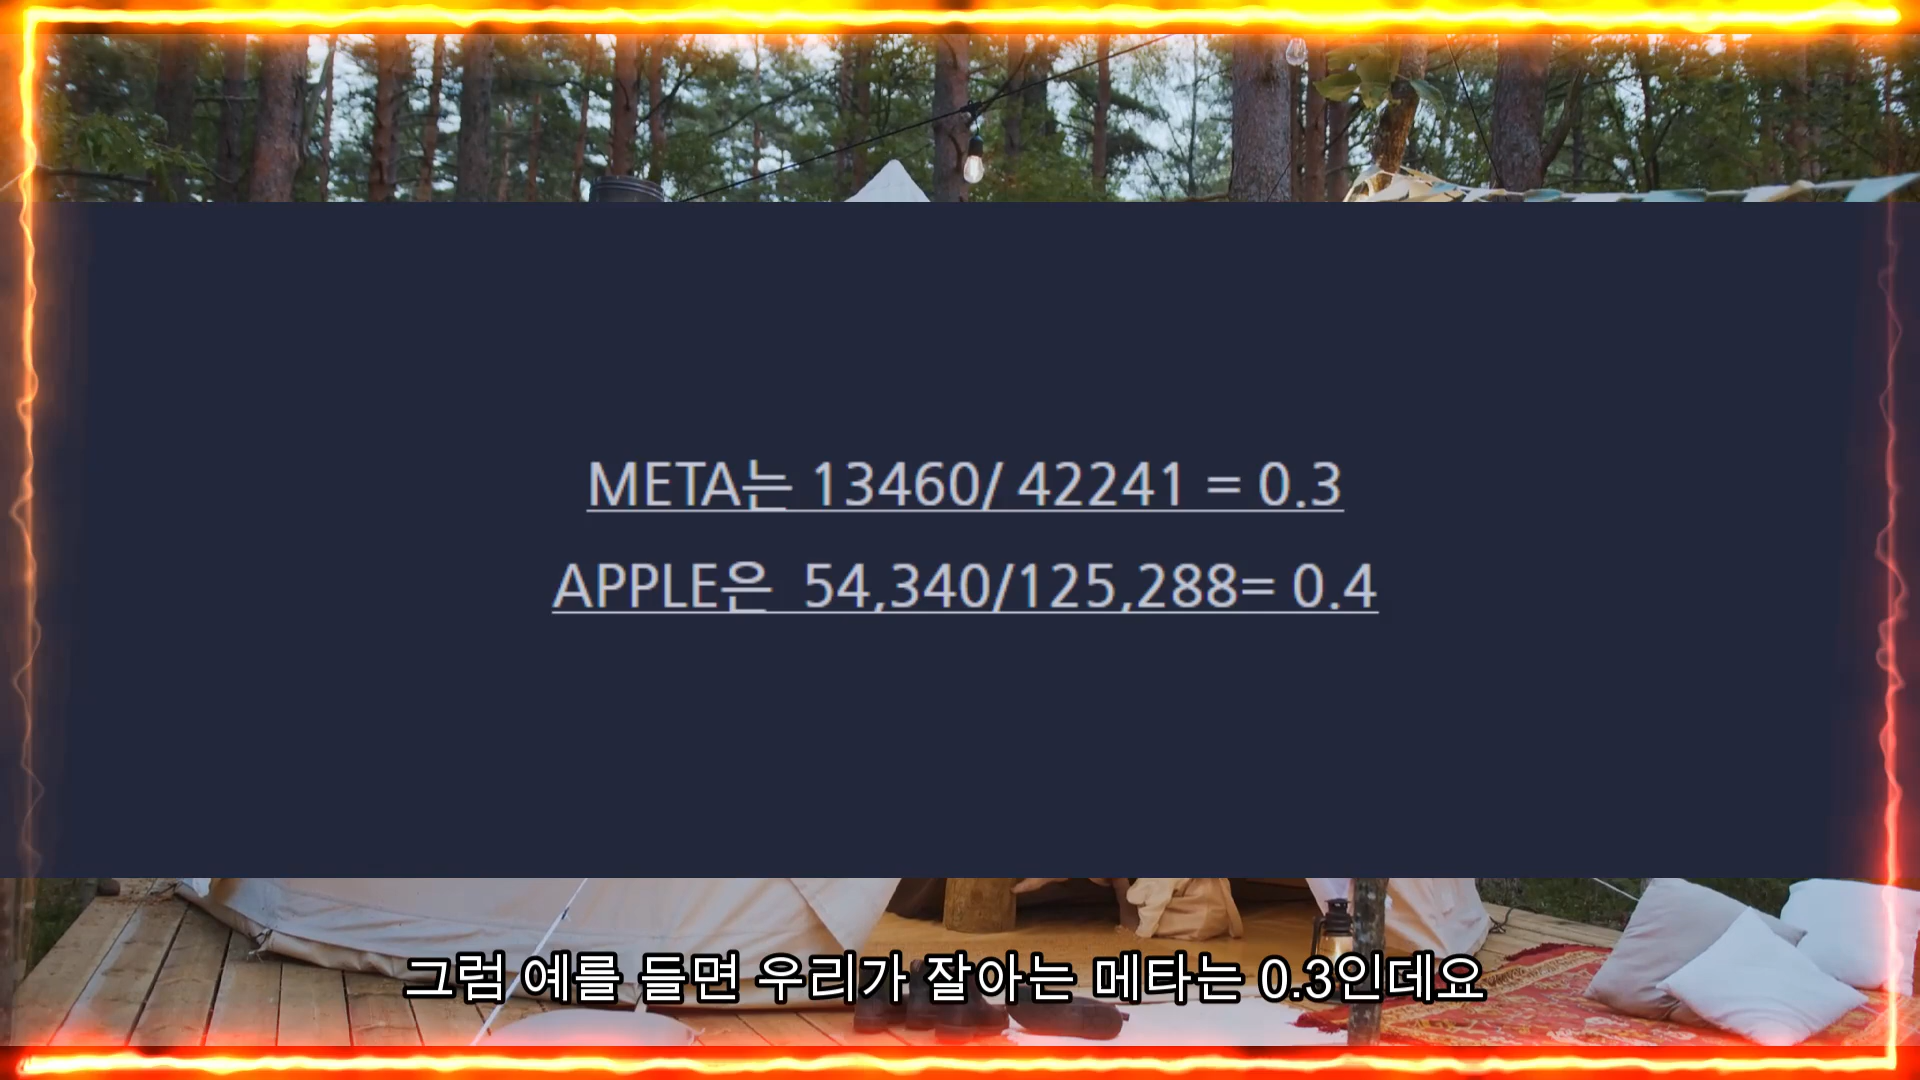 META는 13460/ 42241 = 0.3
APPLE은  54,340/125,288= 0.4
그럼 예를 들면 우리가 잘아는 메타는 0.3인데요